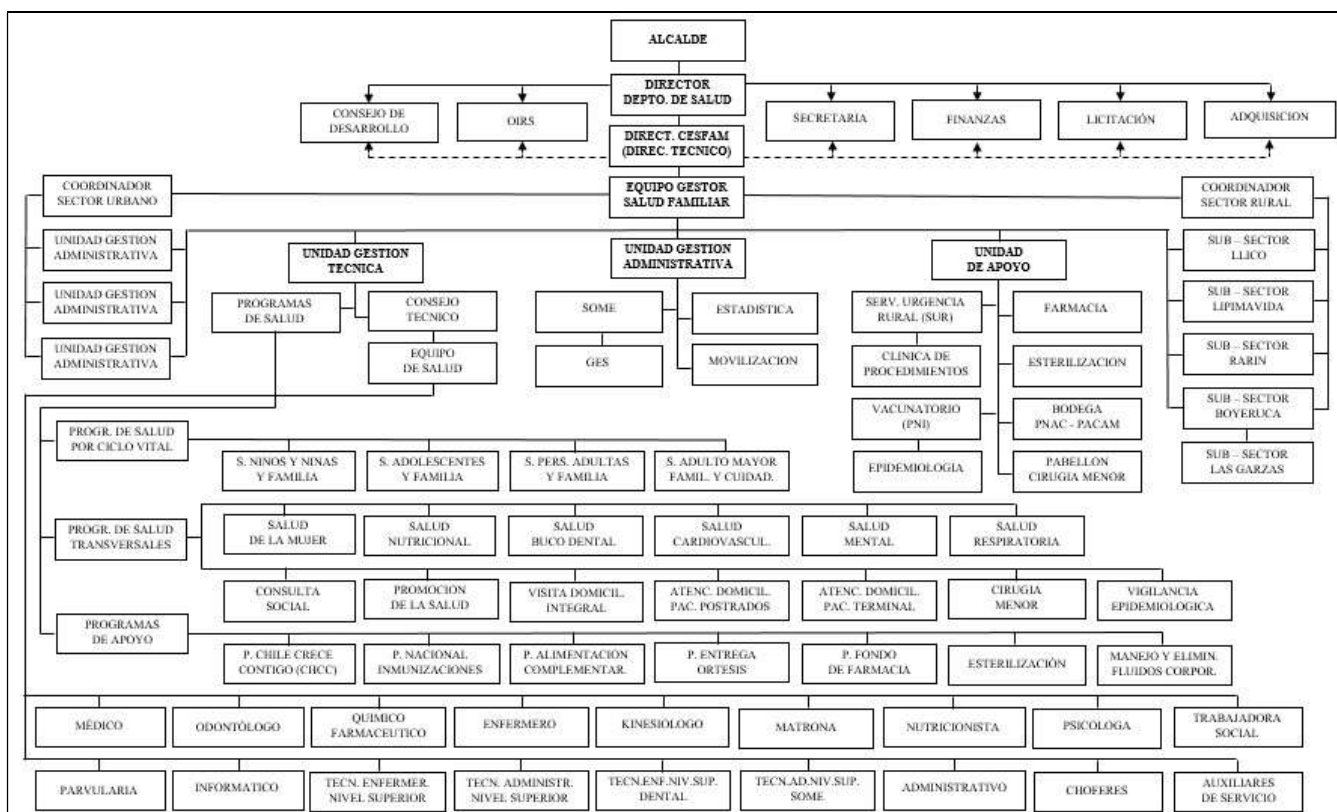 ALCALDE
DIRECTOR
DEPTO. DE SALUD
CONSEJO DE
DESARROLLO
OIRS
SECRETARIA
FINANZAS
LICITACIÓN
ADQUISICION
DIRECT. CESFAM
(DIREC. TECNICO)
COORDINADOR
SECTOR URBANO
EQUIPO GESTOR
SALUD FAMILIAR
COORDINADOR
SECTOR RURAL
UNIDAD GESTION
ADMINISTRATIVA
UNIDAD GESTION
ADMINISTRATIVA
UNIDAD GESTION
ADMINISTRATIVA
UNIDAD GESTION
TECNICA
UNIDAD GESTION
ADMINISTRATIVA
UNIDAD
DE APOYO
SUB – SECTOR
LLICO
SUB – SECTOR
LIPIMAVIDA
SUB – SECTOR
RARIN
SUB – SECTOR
BOYERUCA
SUB – SECTOR
LAS GARZAS
PROGRAMAS
DE SALUD
CONSEJO
TECNICO
EQUIPO
DE SALUD
SOME
ESTADISTICA
GES
MOVILIZACION
SERV. URGENCIA
RURAL (SUR)
FARMACIA
CLINICA DE
PROCEDIMIENTOS
ESTERILIZACION
VACUNATORIO
(PNI)
BODEGA
PNAC - PACAM
EPIDEMIOLOGIA
PABELLON
CIRUGIA MENOR
PROGR. DE SALUD
POR CICLO VITAL
S. NINOS Y NINAS
Y FAMILIA
S. ADOLESCENTES
Y FAMILIA
S. PERS. ADULTAS
Y FAMILIA
S. ADULTO MAYOR
FAMIL. Y CUIDAD.
PROGR. DE SALUD
TRANSVERSALES
SALUD
DE LA MUJER
SALUD
NUTRICIONAL
SALUD
BUCO DENTAL
SALUD
CARDIOVASCUL.
SALUD
MENTAL
SALUD
RESPIRATORIA
CONSULTA
SOCIAL
PROMOCION
DE LA SALUD
VISITA DOMICIL.
INTEGRAL
ATENC. DOMICIL.
PAC. POSTRADOS
ATENC. DOMICIL.
PAC. TERMINAL
CIRUGIA
MENOR
VIGILANCIA
EPIDEMIOLOGICA
PROGRAMAS
DE APOYO
P. CHILE CRECE
CONTIGO (CHCC)
P. NACIONAL
INMUNIZACIONES
P. ALIMENTACION
COMPLEMENTAR.
P. ENTREGA
ORTESIS
P. FONDO
DE FARMACIA
ESTERILIZACIÓN
MANEJO Y ELIMIN.
FLUIDOS CORPOR.
MÉDICO
ODONTÓLOGO
QUIMICO
FARMACEUTICO
ENFERMERO
KINESIOLOGO
MATRONA
NUTRICIONISTA
PSICOLOGA
TRABAJADORA
SOCIAL
PARVULARIA
INFORMATICO
TECN. ENFERMER.
NIVEL SUPERIOR
TECN. ADMINISTR.
NIVEL SUPERIOR
TECN.ENF.NIV.SUP.
DENTAL
TECN.AD.NIV.SUP.
SOME
ADMINISTRATIVO
CHOFERES
AUXILIARES
DE SERVICIO